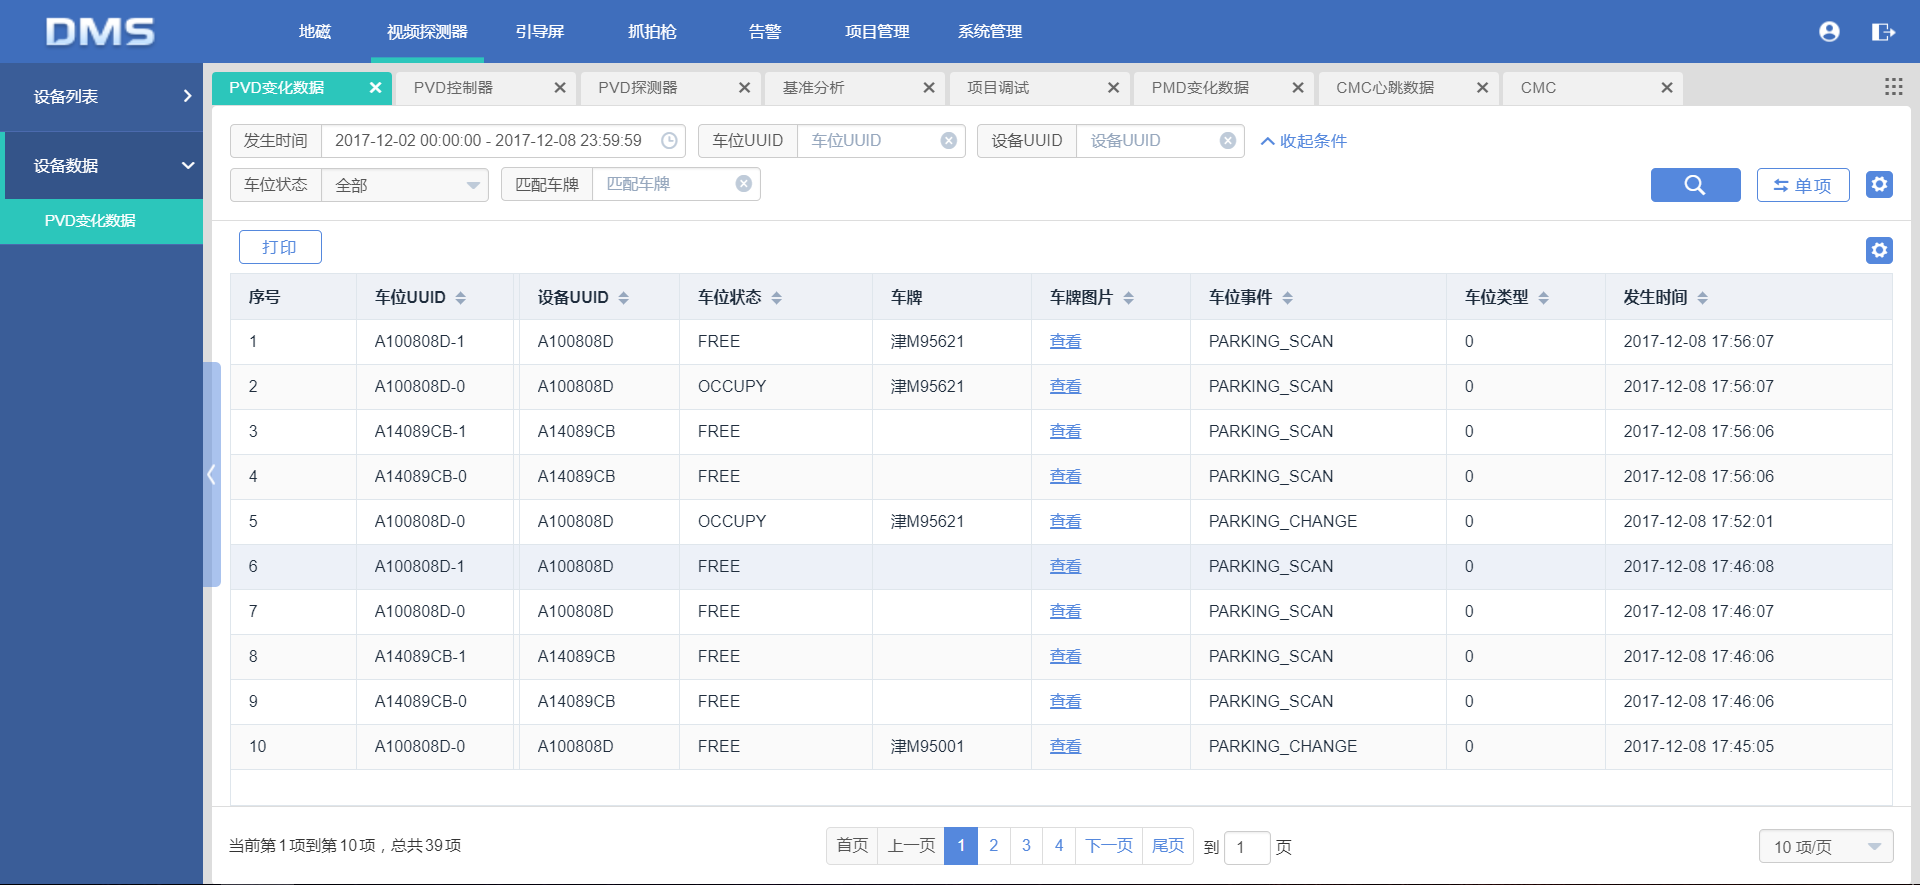 DMS 地磁 视频探测器 引导屏 抓拍枪 告警 项目管理 系统管理
设备列表
设备数据
PVD变化数据
PVD变化数据 PVD控制器 PVD探测器 基准分析 项目调试 PMD变化数据 CMC心跳数据 CMC
发生时间 2017-12-02 00:00:00 - 2017-12-08 23:59:59 车位UUID 车位UUID 设备UUID 设备UUID 收起条件
车位状态 全部 匹配车牌 匹配车牌 单项
打印
序号 车位UUID 设备UUID 车位状态 车牌 车牌图片 车位事件 车位类型 发生时间
1 A100808D-1 A100808D FREE 津M95621 查看 PARKING_SCAN 0 2017-12-08 17:56:07
2 A100808D-0 A100808D OCCUPY 津M95621 查看 PARKING_SCAN 0 2017-12-08 17:56:07
3 A14089CB-1 A14089CB FREE 查看 PARKING_SCAN 0 2017-12-08 17:56:06
4 A14089CB-0 A14089CB FREE 查看 PARKING_SCAN 0 2017-12-08 17:56:06
5 A100808D-0 A100808D OCCUPY 津M95621 查看 PARKING_CHANGE 0 2017-12-08 17:52:01
6 A100808D-1 A100808D FREE 查看 PARKING_SCAN 0 2017-12-08 17:46:08
7 A100808D-0 A100808D FREE 查看 PARKING_SCAN 0 2017-12-08 17:46:07
8 A14089CB-1 A14089CB FREE 查看 PARKING_SCAN 0 2017-12-08 17:46:06
9 A14089CB-0 A14089CB FREE 查看 PARKING_SCAN 0 2017-12-08 17:46:06
10 A100808D-0 A100808D FREE 津M95001 查看 PARKING_CHANGE 0 2017-12-08 17:45:05
当前第1项到第10项，总共39项 首页 上一页 1 2 3 4 下一页 尾页 到 1 页 10 项/页